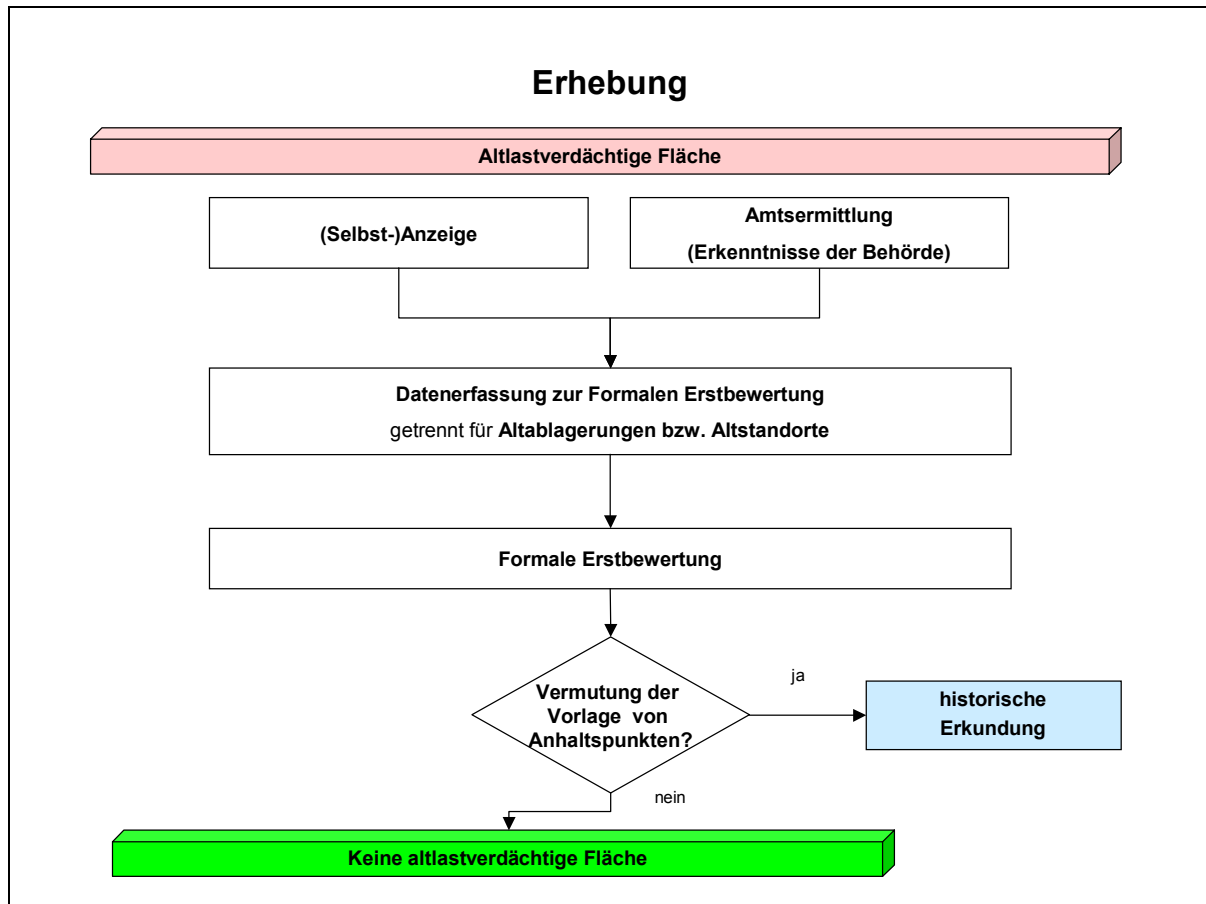 Erhebung
Altlastverdächtige Fläche
(Selbst-)Anzeige
Amtsermittlung
(Erkenntnisse der Behörde)
Datenerfassung zur Formalen Erstbewertung
getrennt für Altablagerungen bzw. Altstandorte
Formale Erstbewertung
Vermutung der
Vorlage von
Anhaltspunkten?
ja
historische
Erkundung
nein
Keine altlastverdächtige Fläche